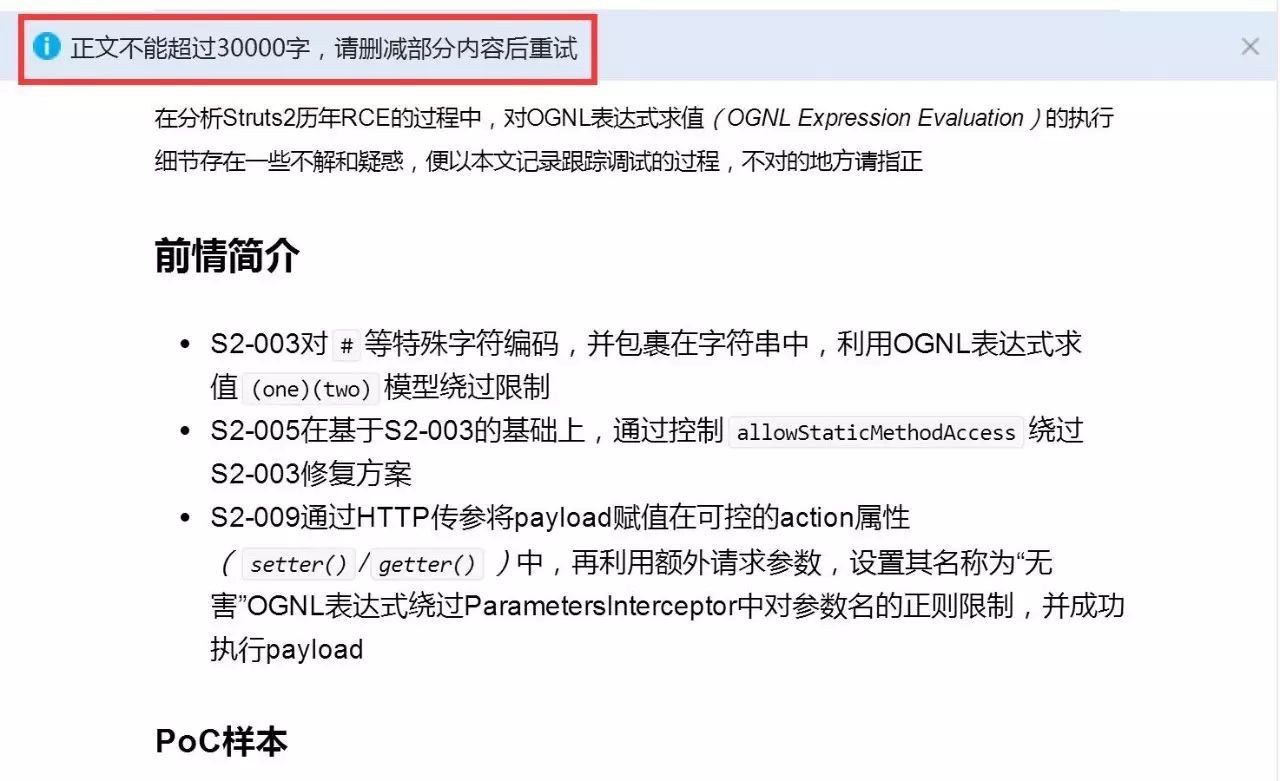 正文不能超过30000字，请删减部分内容后重试
在分析Struts2历年RCE的过程中，对OGNL表达式求值（OGNL Expression Evaluation）的执行
细节存在一些不解和疑惑，便以本文记录跟踪调试的过程，不对的地方请指正
前情简介
• S2-003对 # 等特殊字符编码，并包裹在字符串中，利用OGNL表达式求
值 (one)(two) 模型绕过限制
• S2-005在基于S2-003的基础上，通过控制 allowStaticMethodAccess 绕过
S2-003修复方案
• S2-009通过HTTP传参将payload赋值在可控的action属性
（ setter() / getter() ）中，再利用额外请求参数，设置其名称为“无
害”OGNL表达式绕过ParametersInterceptor中对参数名的正则限制，并成功
执行payload
PoC样本